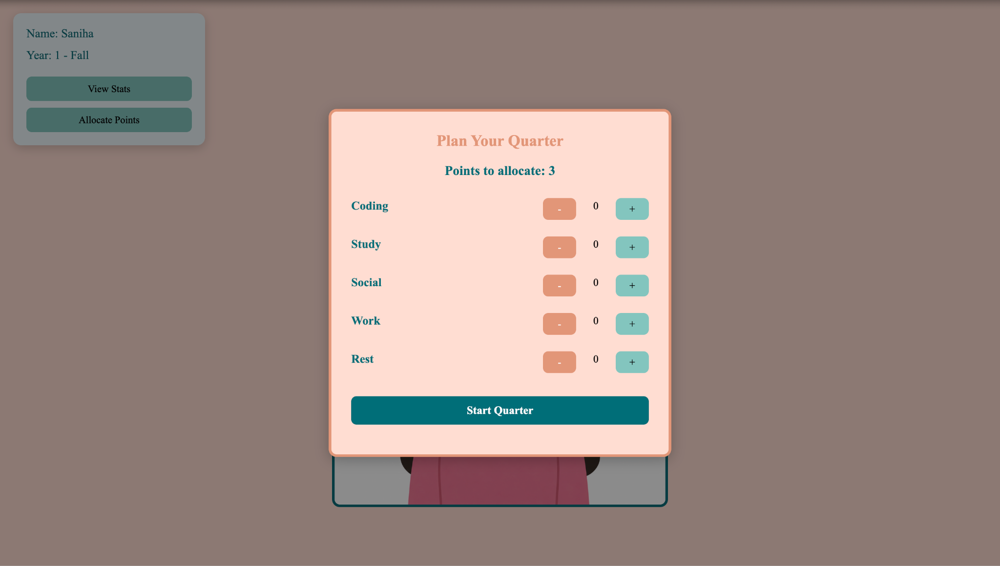 Name: Saniha
Year: 1 - Fall
View Stats
Allocate Points
Plan Your Quarter
Points to allocate: 3
Coding - 0 +
Study - 0 +
Social - 0 +
Work - 0 +
Rest - 0 +
Start Quarter